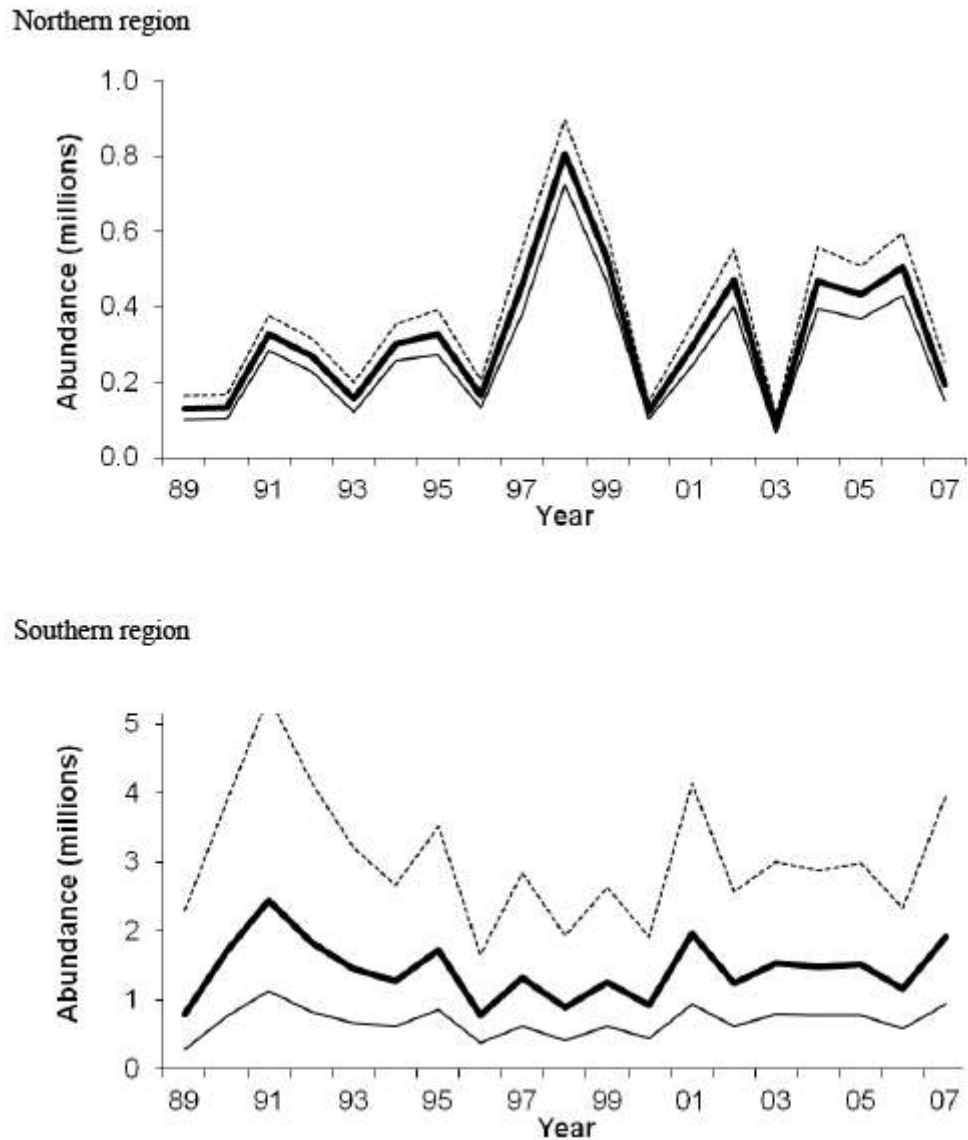 Northern region
Abundance (millions)
1.0
0.8
0.6
0.4
0.2
0.0
89 91 93 95 97 99 01 03 05 07
Year
Southern region
Abundance (millions)
5
4
3
2
1
0
89 91 93 95 97 99 01 03 05 07
Year